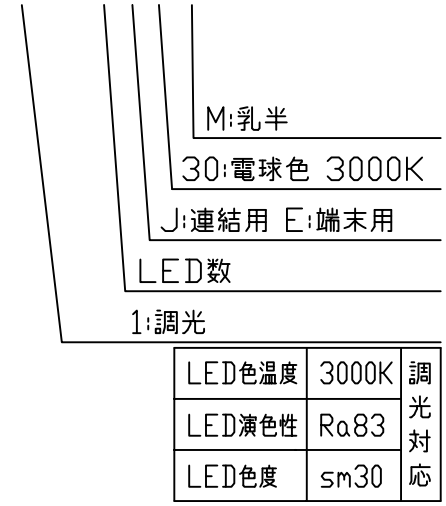 M:乳半
30:電球色 3000K
J:連結用 E:端末用
LED数
1:調光
LED色温度 3000K
LED演色性 Ra83
LED色度 sm30
調光対応